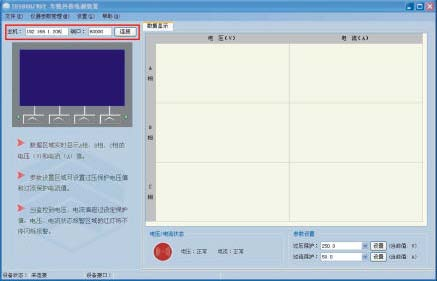 文件(F) 仪器参数管理(M) 设置(S) 帮助(H)
主机: 192.168.1.206 端口: 60000 连接
数据显示
电 压(V) 电 流(A)
A
相
B
相
C
相
数据区域实时显示A相、B相、C相的
电压(V)和电流(A)值。
参数设置区域可设置过压保护电压值
和过流保护电流值。
当监视到电压、电流值超过设定保护
值,电压、电流状态报警区域的红灯将不
停闪烁报警。
电压/电流状态
电压:正常 电流:正常
参数设置
过压保护: 250.0 设置 (当前值:
过流保护: 50.0 设置 (当前值:
设备状态: 未连接 设备接口: